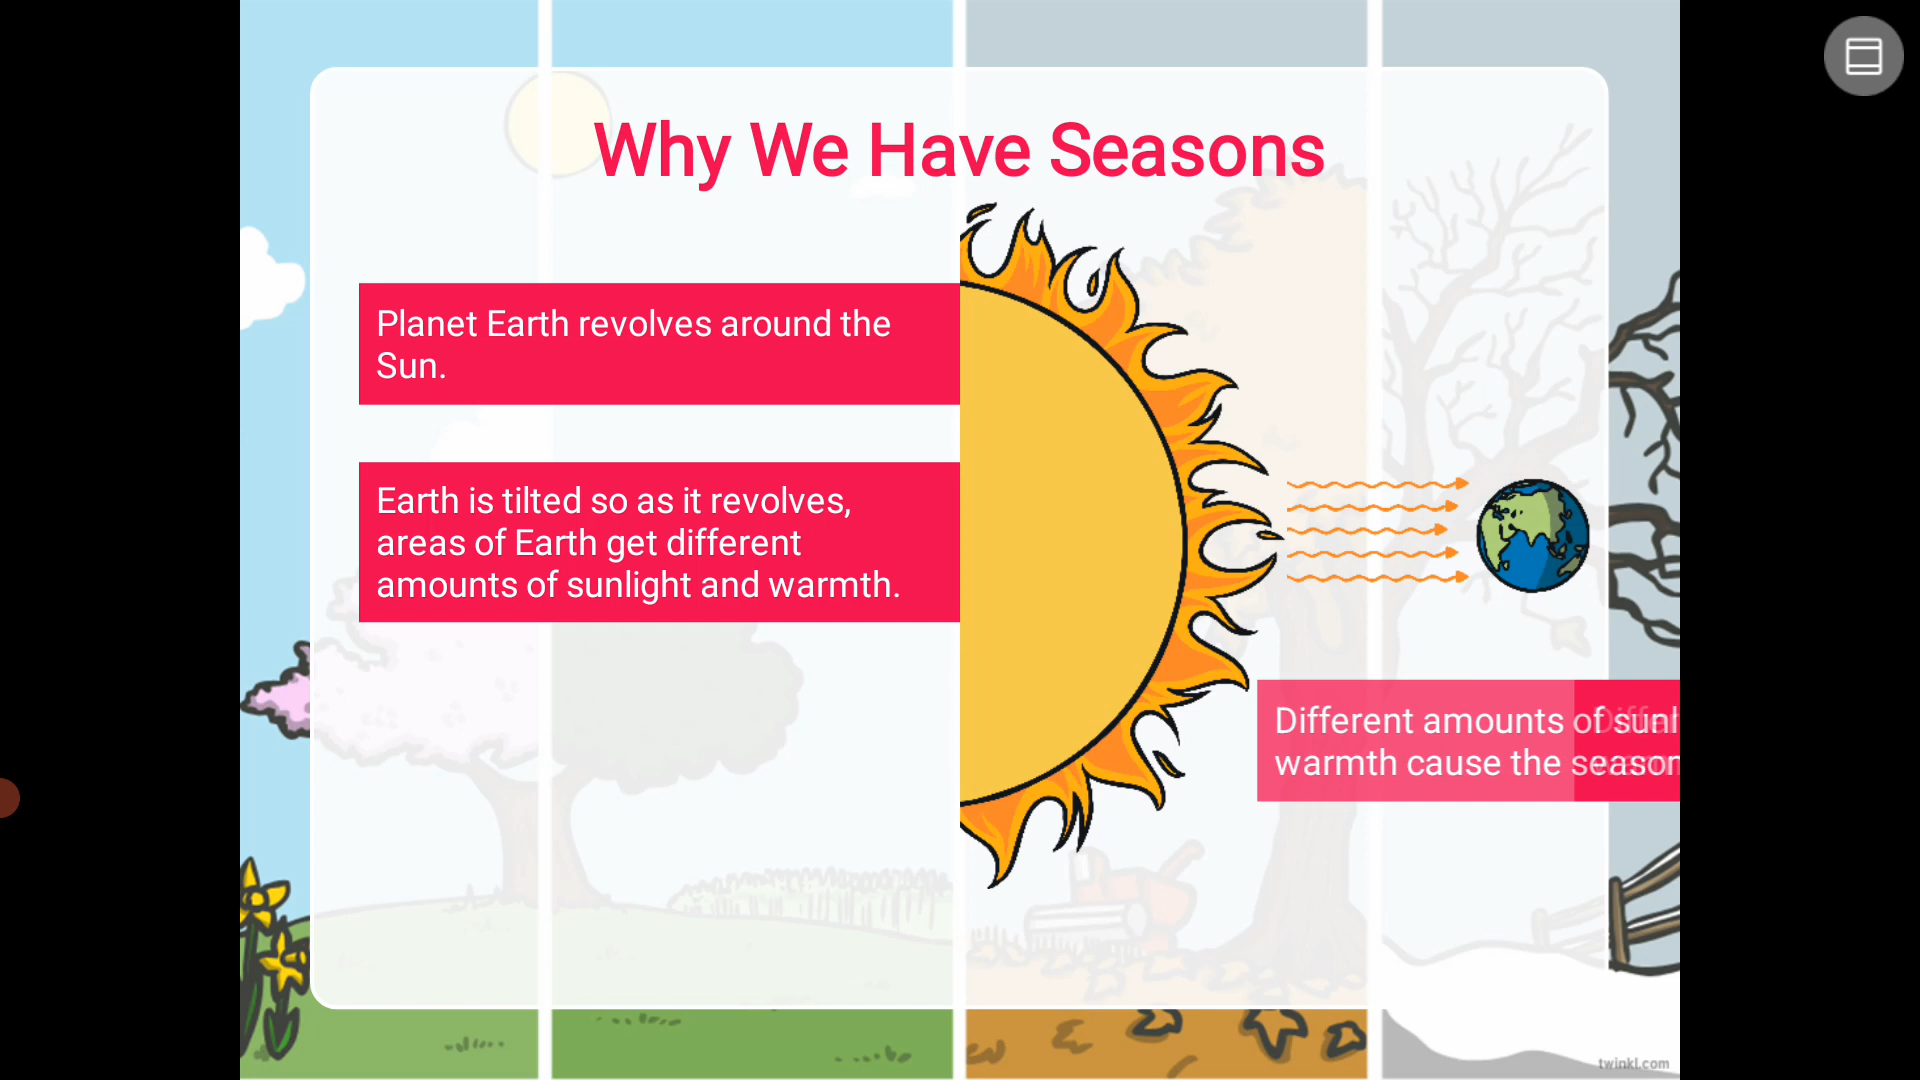 Why We Have Seasons
Planet Earth revolves around the
Sun.
Earth is tilted so as it revolves,
areas of Earth get different
amounts of sunlight and warmth.
Different amounts of
warmth cause the
twinkl.com